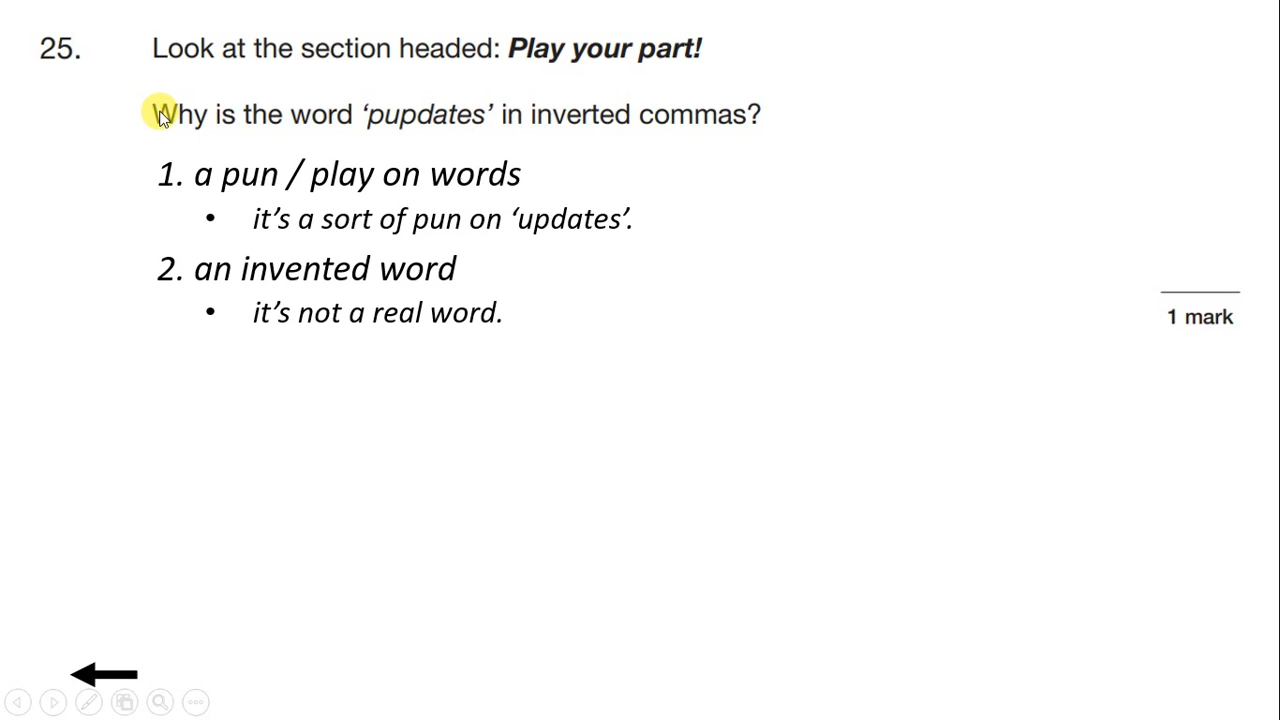 25. Look at the section headed: Play your part!
Why is the word ‘pupdates’ in inverted commas?
1. a pun / play on words
• it’s a sort of pun on ‘updates’.
2. an invented word
• it’s not a real word.
1 mark